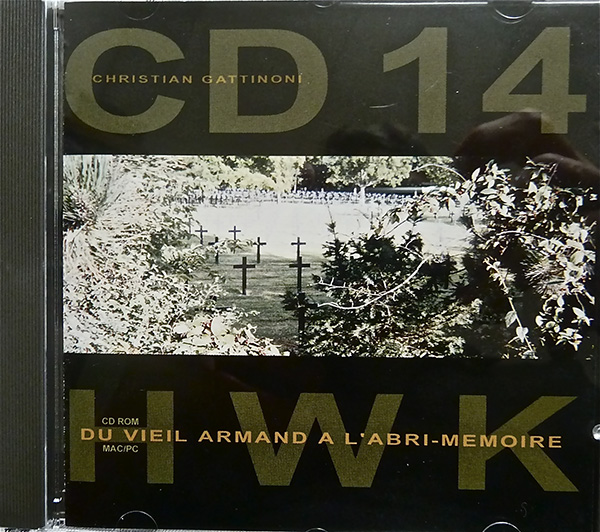 CD 14
CHRISTIAN GATTINONI
HWK
CD ROM
DU VIEIL ARMAND A L'ABRI-MEMOIRE
MAC/PC